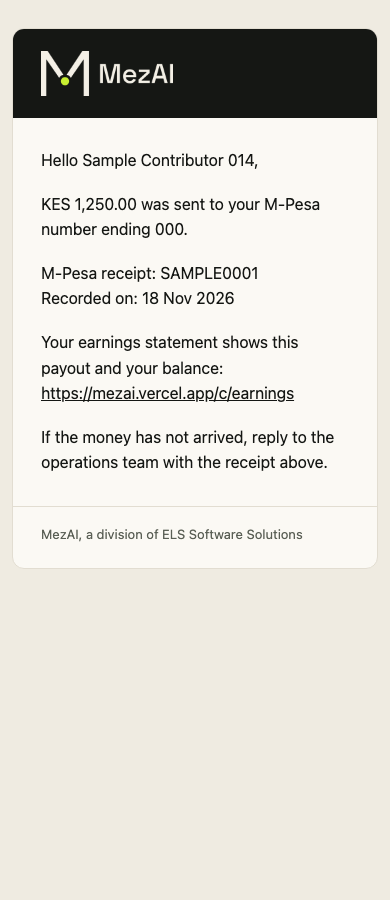 MezAI
Hello Sample Contributor 014,
KES 1,250.00 was sent to your M-Pesa
number ending 000.
M-Pesa receipt: SAMPLE0001
Recorded on: 18 Nov 2026
Your earnings statement shows this
payout and your balance:
https://mezai.vercel.app/c/earnings
If the money has not arrived, reply to the
operations team with the receipt above.
MezAI, a division of ELS Software Solutions